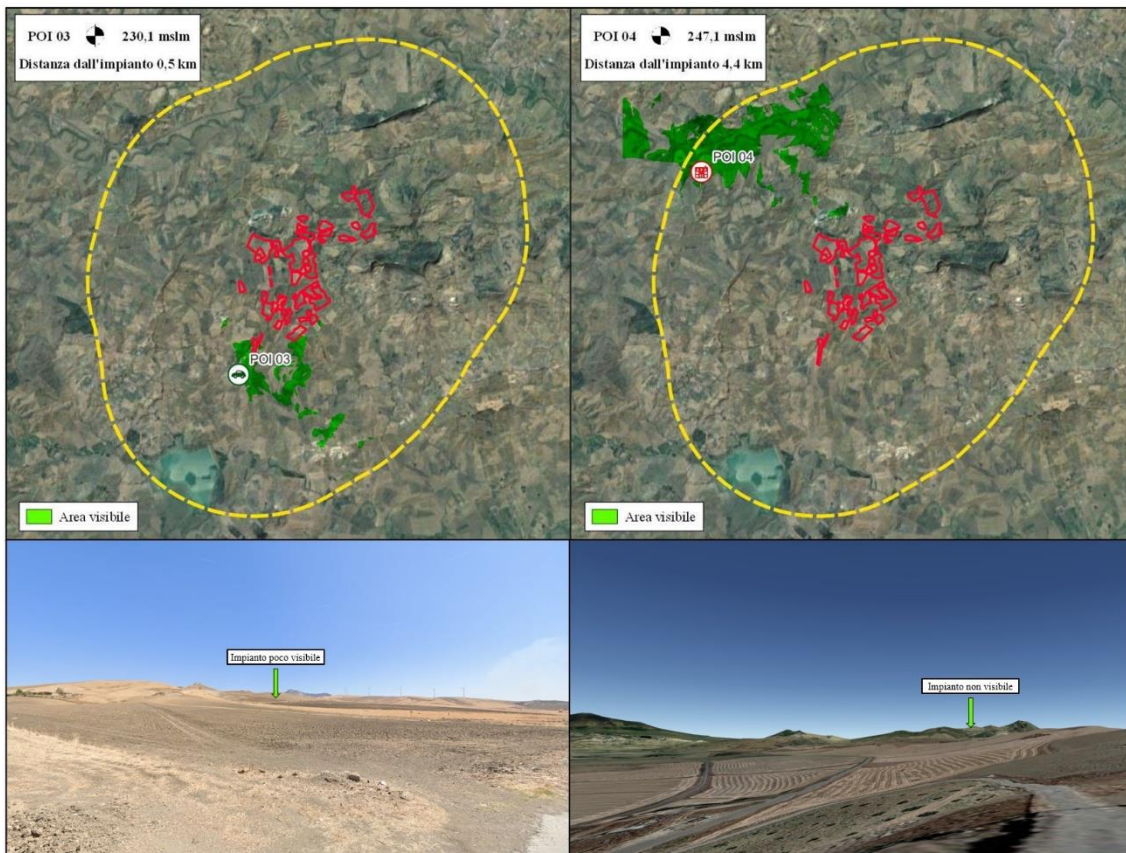 POI 03 230,1 mslm
Distanza dall'impianto 0,5 km
POI 03
Area visibile
POI 04 247,1 mslm
Distanza dall'impianto 4,4 km
POI 04
Area visibile
Impianto poco visibile
Impianto non visibile